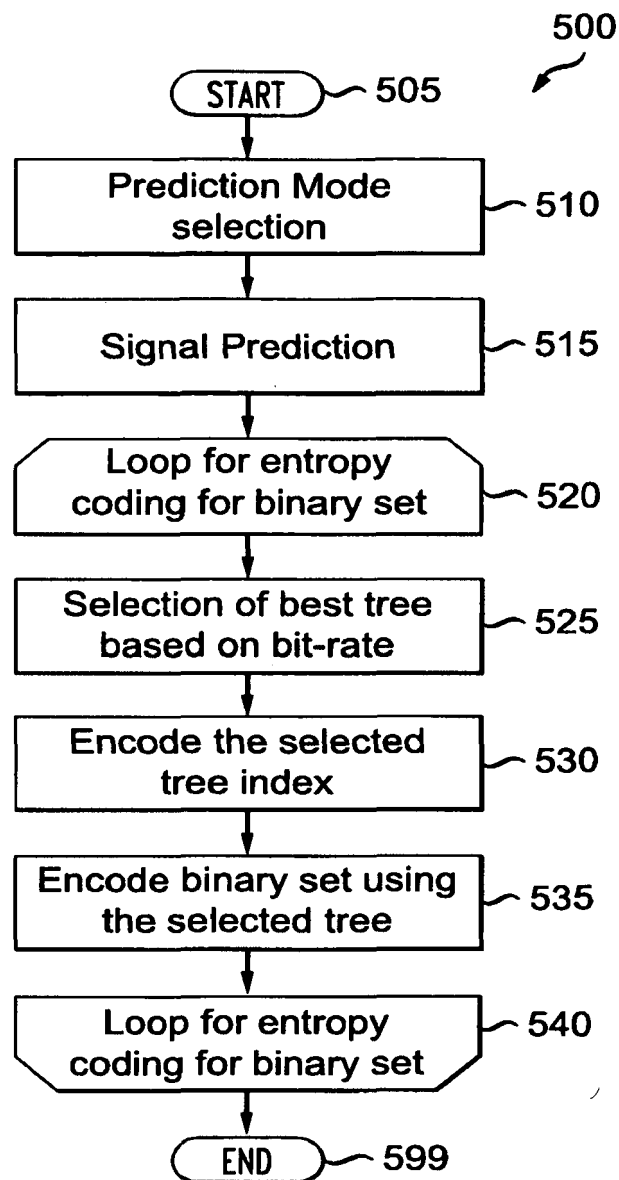 500
START
505
Prediction Mode
selection
510
Signal Prediction
515
Loop for entropy
coding for binary set
520
Selection of best tree
based on bit-rate
525
Encode the selected
tree index
530
Encode binary set using
the selected tree
535
Loop for entropy
coding for binary set
540
END
599